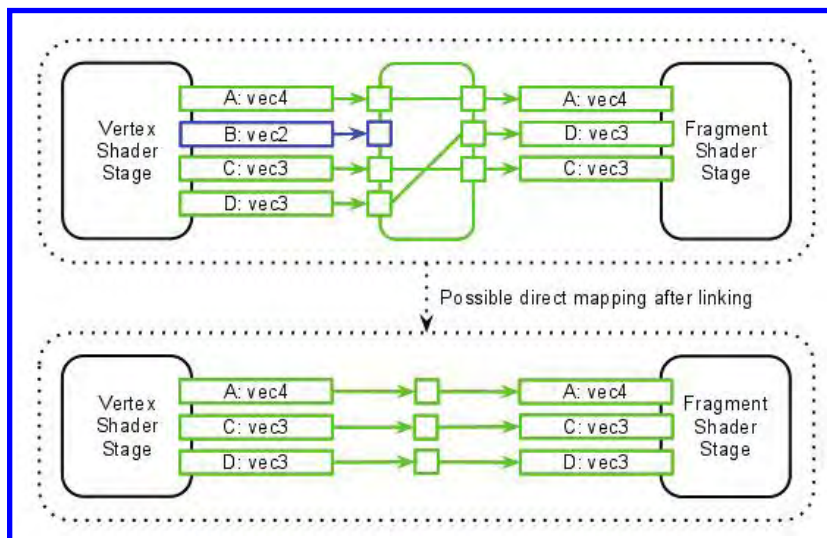 A: vec4
A: vec4
Vertex
Shader
Stage
B: vec2
D: vec3
Fragment
Shader
Stage
C: vec3
C: vec3
D: vec3
Possible direct mapping after linking
A: vec4
A: vec4
Vertex
Shader
Stage
C: vec3
C: vec3
Fragment
Shader
Stage
D: vec3
D: vec3